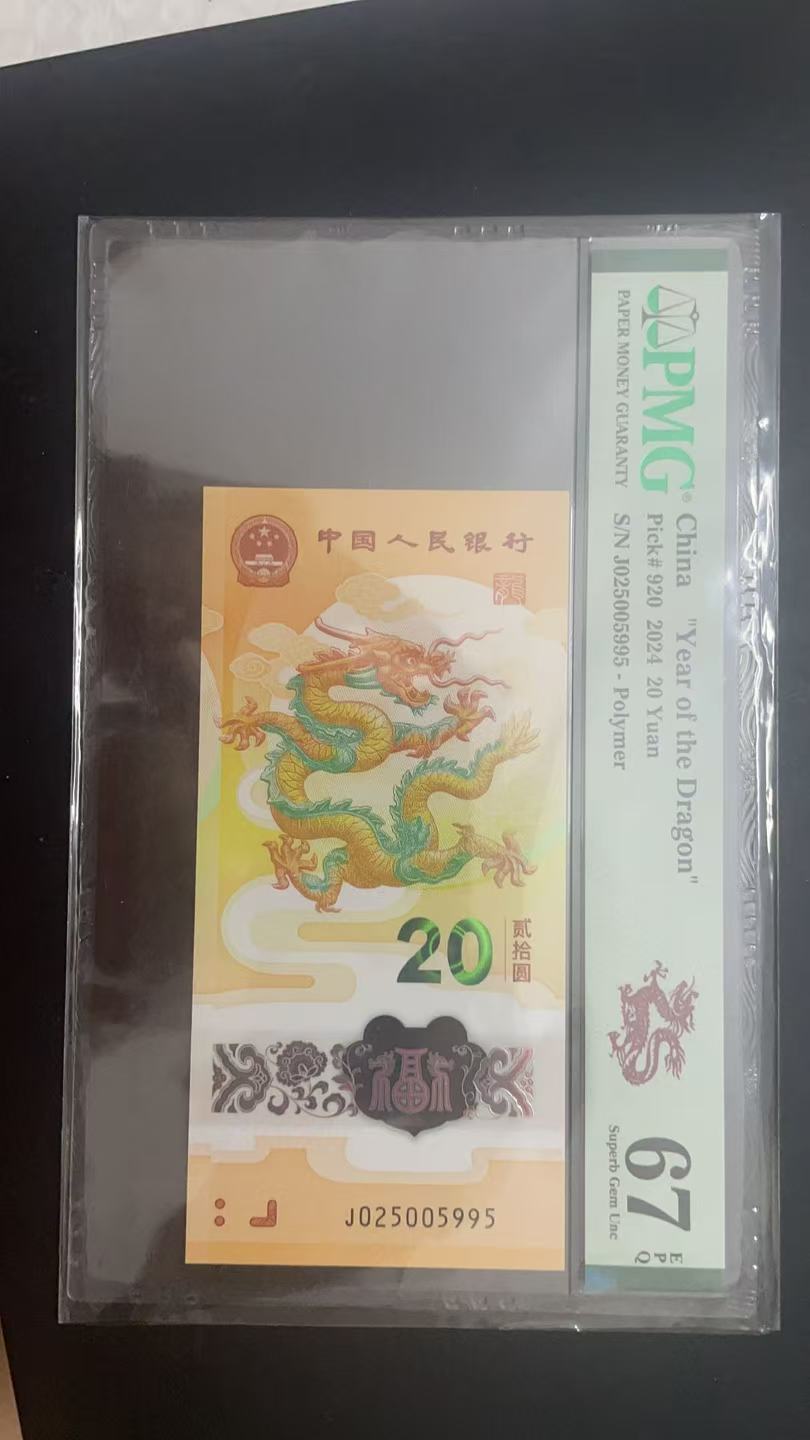 PMG®
PAPER MONEY GUARANTY
China "Year of the Dragon"
Pick# 920 2024 20 Yuan
S/N J025005995 - Polymer
67
EPQ
Superb Gem Unc
中国人民银行
20
贰拾圆
福
J025005995